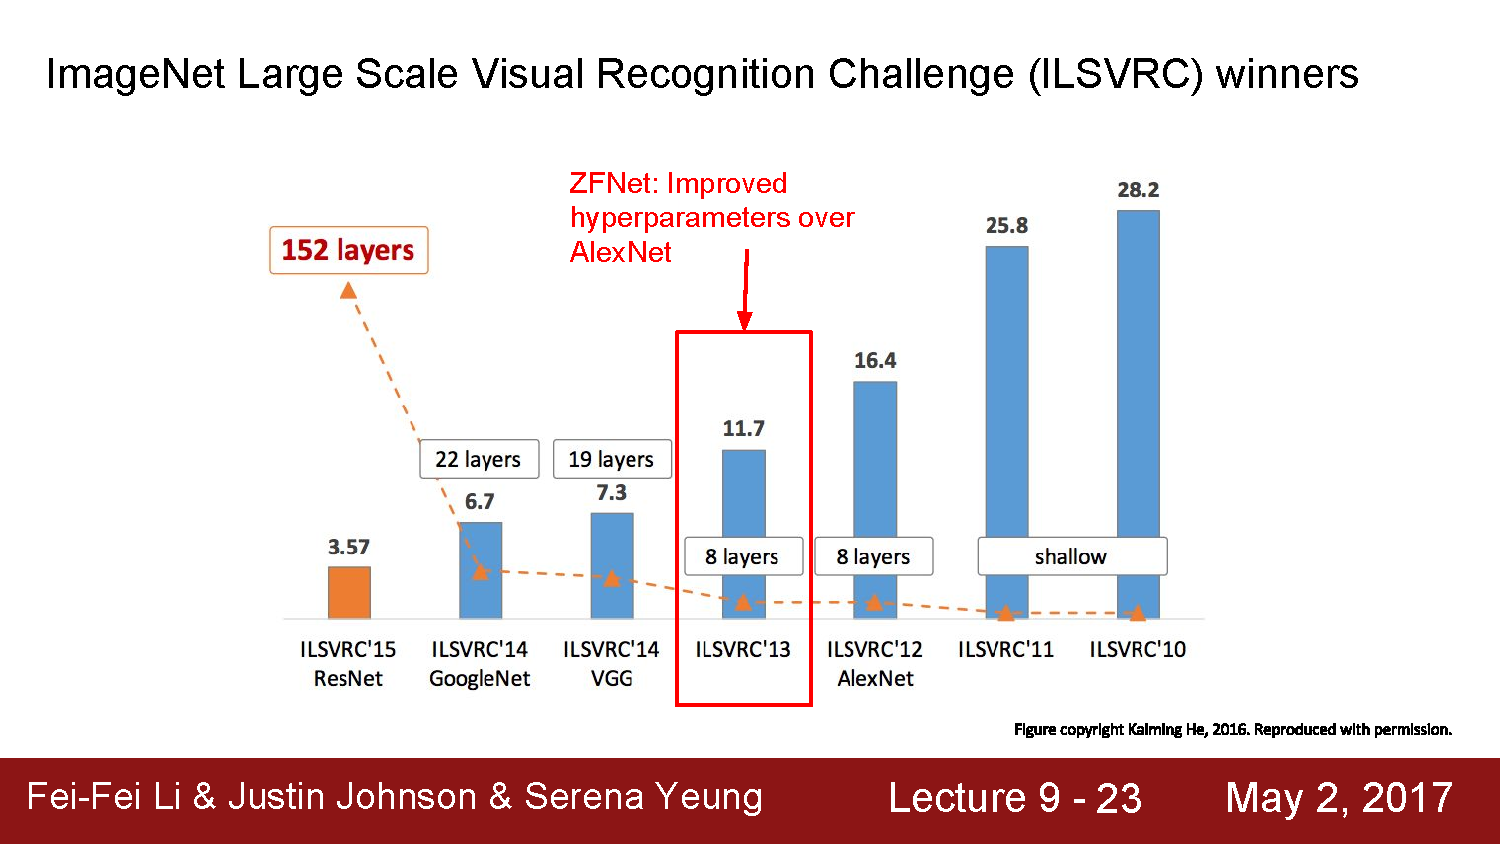 ImageNet Large Scale Visual Recognition Challenge (ILSVRC) winners
ZFNet: Improved
hyperparameters over
AlexNet
28.2
25.8
152 layers
16.4
11.7
22 layers
19 layers
6.7
7.3
3.57
8 layers
8 layers
shallow
ILSVRC'15
ResNet
ILSVRC'14
GoogleNet
ILSVRC'14
VGG
ILSVRC'13
ILSVRC'12
AlexNet
ILSVRC'11
ILSVRC'10
Figure copyright Kaiming He, 2016. Reproduced with permission.
Fei-Fei Li & Justin Johnson & Serena Yeung
Lecture 9 - 23
May 2, 2017